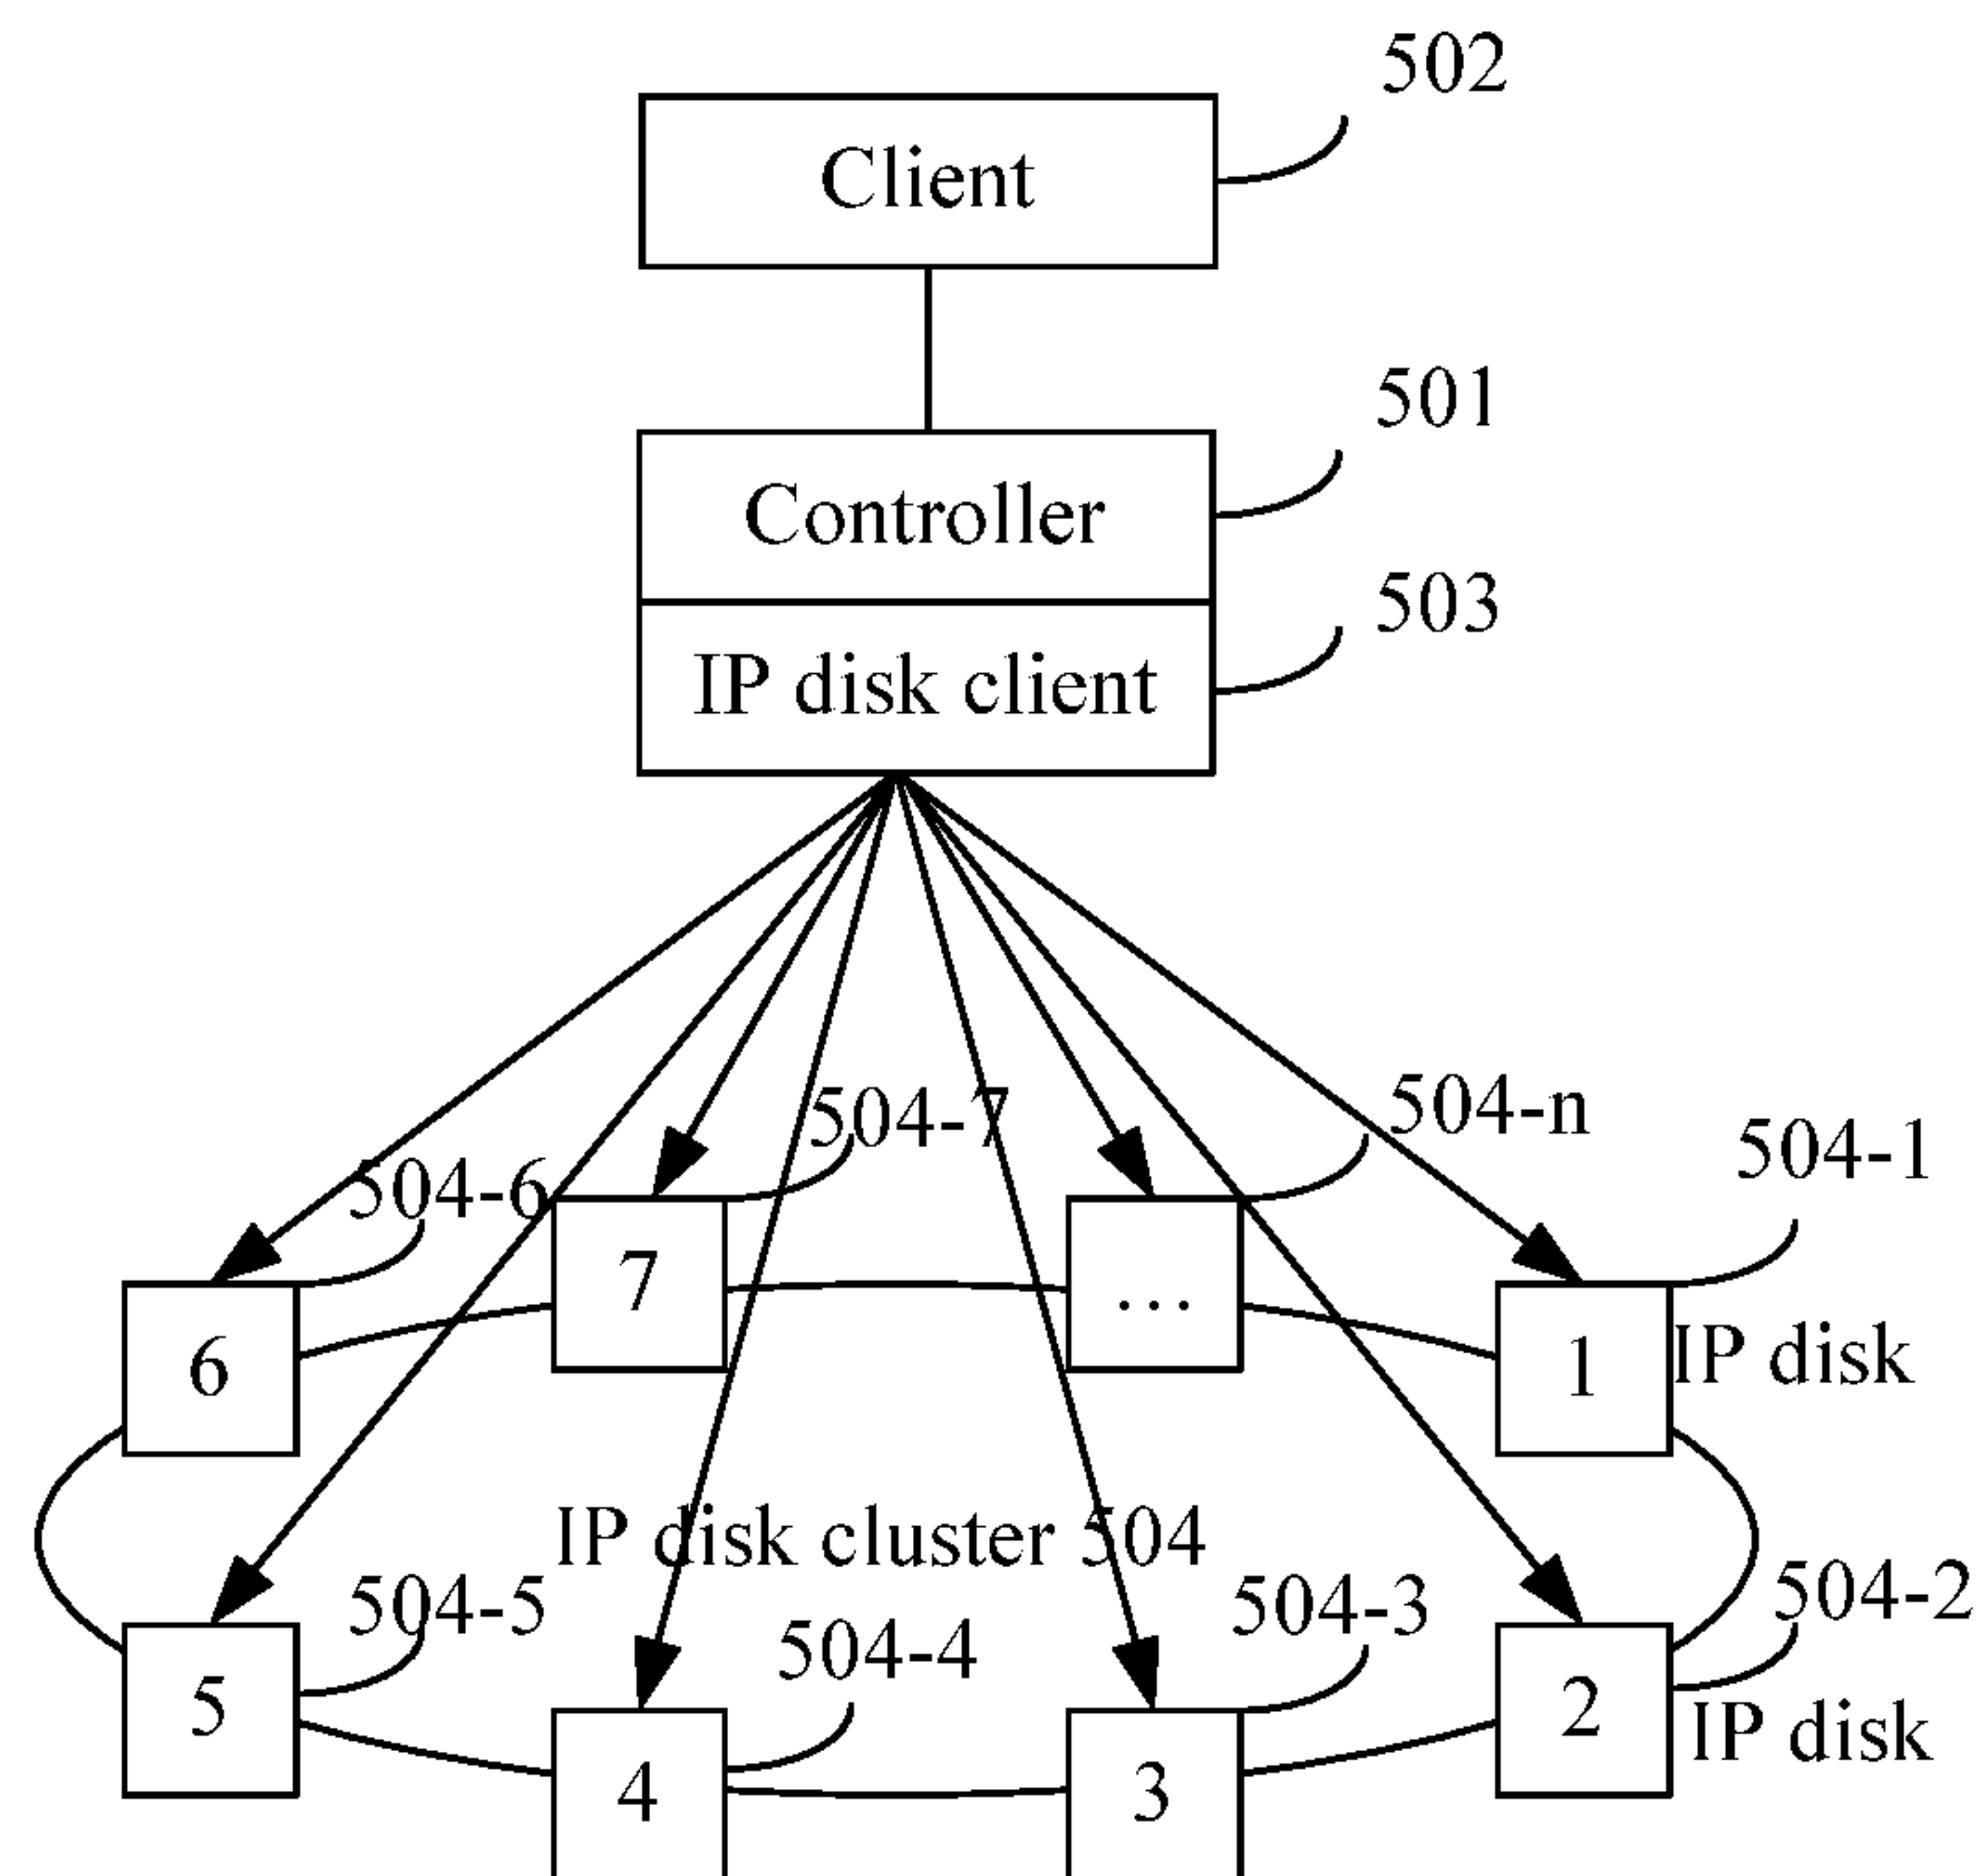 502
Client
501
Controller
503
IP disk client
504-7
504-n
504-1
504-6
7
...
6
1
IP disk
IP disk cluster 504
504-5
504-4
504-3
504-2
5
4
3
2
IP disk